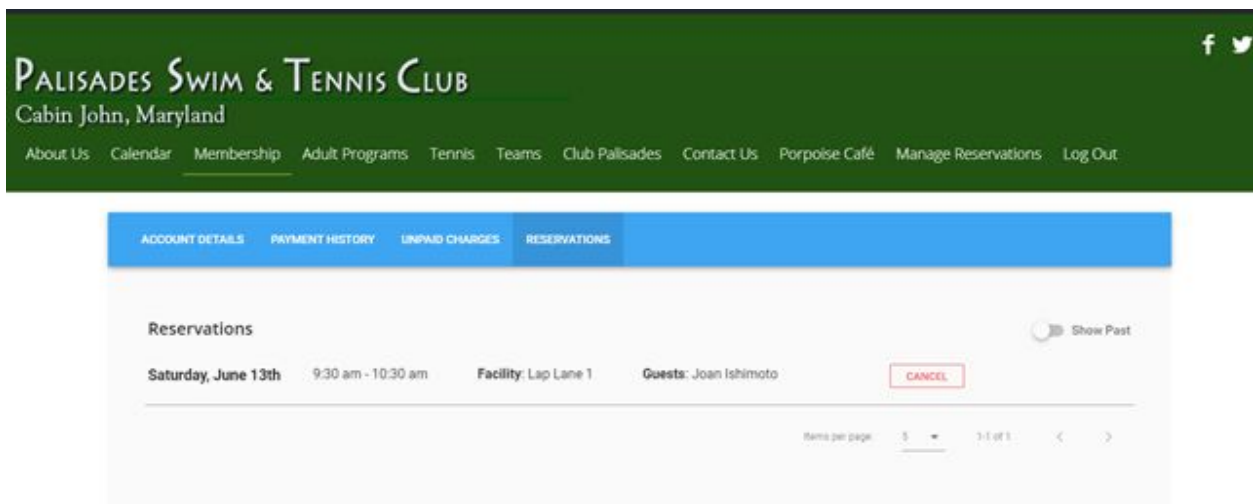 PALISADES SWIM & TENNIS CLUB
Cabin John, Maryland
About Us Calendar Membership Adult Programs Tennis Teams Club Palisades Contact Us Porpoise Café Manage Reservations Log Out
ACCOUNT DETAILS PAYMENT HISTORY UNPAID CHARGES RESERVATIONS
Reservations Show Past
Saturday, June 13th 9:30 am - 10:30 am Facility: Lap Lane 1 Guests: Joan Ishimoto CANCEL
Items per page: 5 1-1 of 1